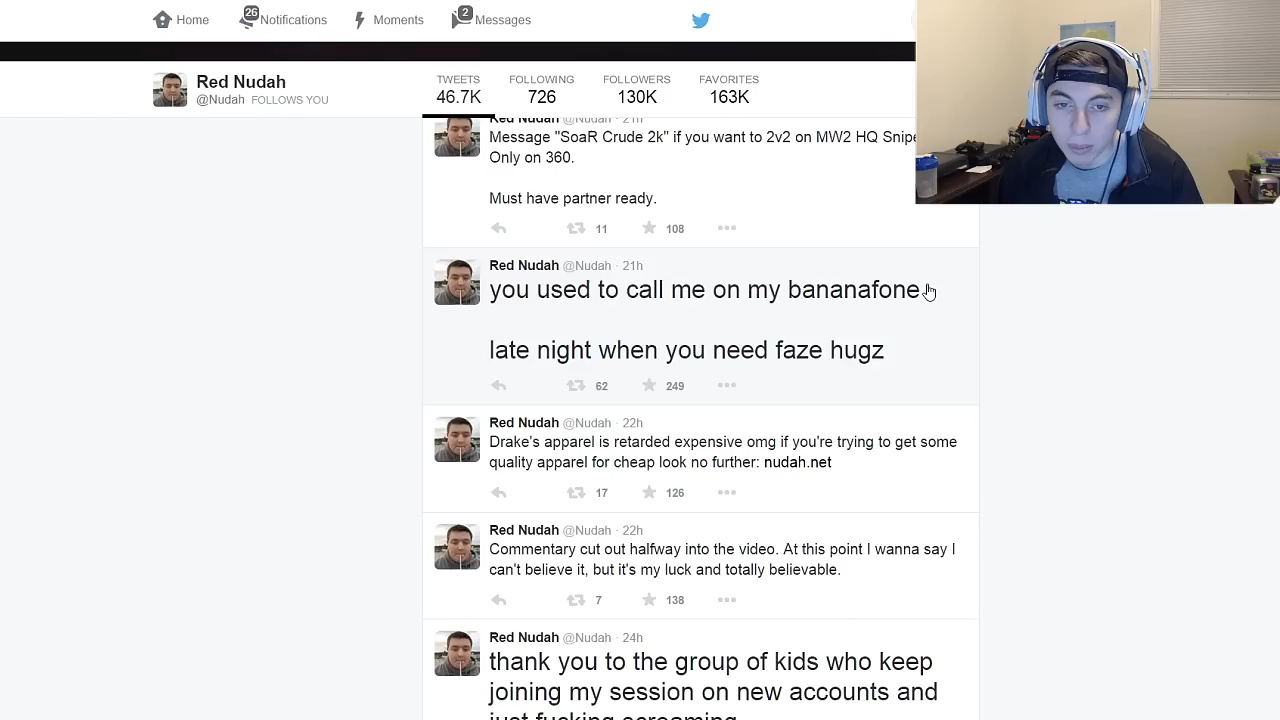 Home
26
Notifications
Moments
2
Messages
Red Nudah
@Nudah FOLLOWS YOU
TWEETS
46.7K
FOLLOWING
726
FOLLOWERS
130K
FAVORITES
163K
Red Nudah @Nudah · 21h
Message "SoaR Crude 2k" if you want to 2v2 on MW2 HQ Snipe
Only on 360.
Must have partner ready.
11
108
Red Nudah @Nudah · 21h
you used to call me on my bananafone
late night when you need faze hugz
62
249
Red Nudah @Nudah · 22h
Drake's apparel is retarded expensive omg if you're trying to get some
quality apparel for cheap look no further: nudah.net
17
126
Red Nudah @Nudah · 22h
Commentary cut out halfway into the video. At this point I wanna say I
can't believe it, but it's my luck and totally believable.
7
138
Red Nudah @Nudah · 24h
thank you to the group of kids who keep
joining my session on new accounts and
just fucking screaming